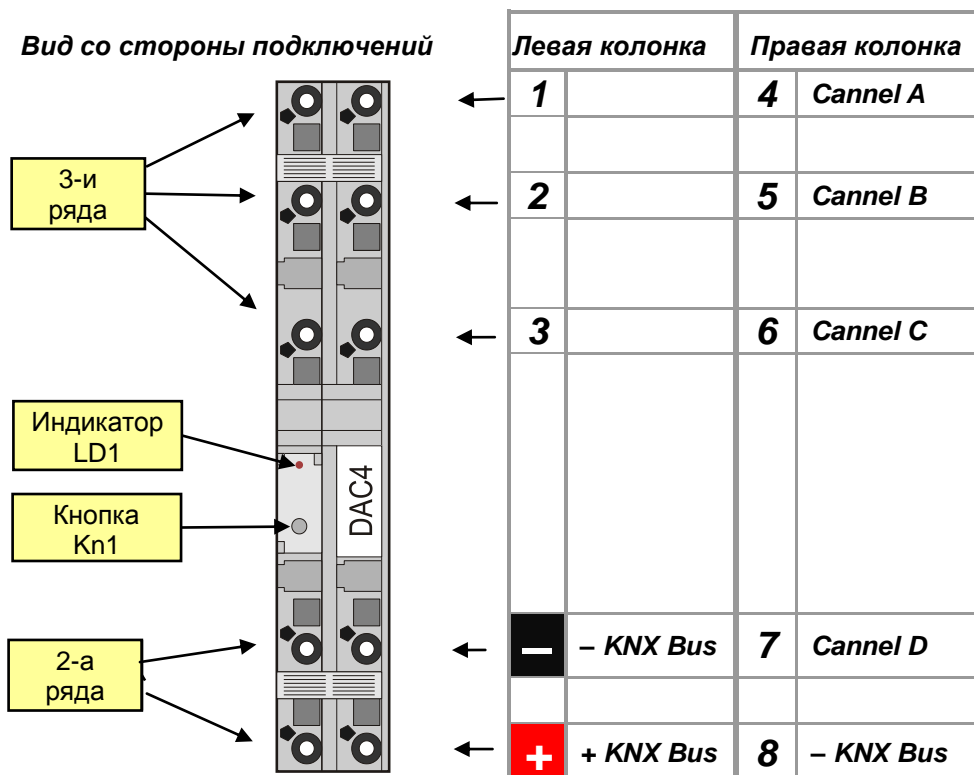 Вид со стороны подключений
Левая колонка Правая колонка
1 4 Cannel A
3-и
ряда
2 5 Cannel B
3 6 Cannel C
Индикатор
LD1
DAC4
Кнопка
Kn1
– – KNX Bus 7 Cannel D
2-а
ряда
+ + KNX Bus 8 – KNX Bus